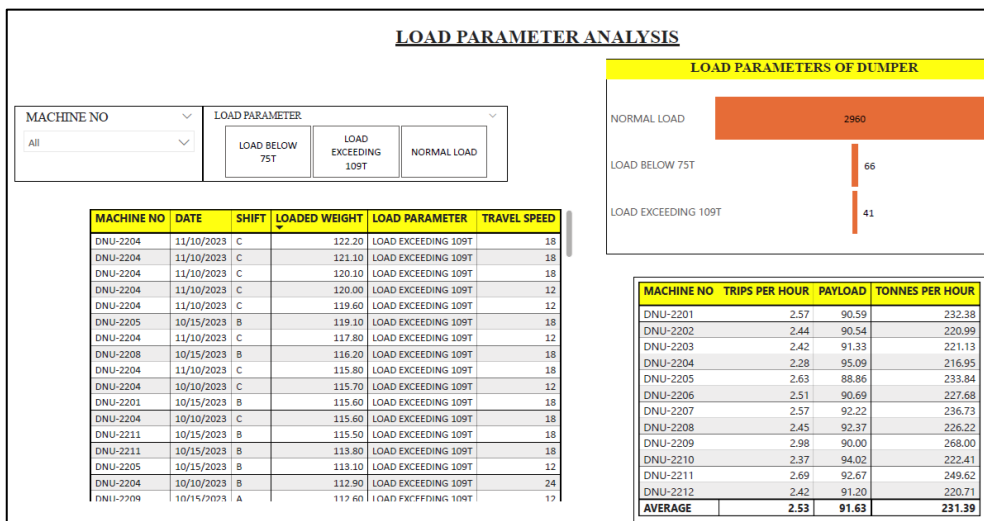 LOAD PARAMETER ANALYSIS
LOAD PARAMETERS OF DUMPER
NORMAL LOAD 2960
LOAD BELOW 75T 66
LOAD EXCEEDING 109T 41
MACHINE NO
All
LOAD PARAMETER
LOAD BELOW
75T
LOAD
EXCEEDING
109T
NORMAL LOAD
MACHINE NO DATE SHIFT LOADED WEIGHT LOAD PARAMETER TRAVEL SPEED
DNU-2204 11/10/2023 C 122.20 LOAD EXCEEDING 109T 18
DNU-2204 11/10/2023 C 121.10 LOAD EXCEEDING 109T 18
DNU-2204 11/10/2023 C 120.10 LOAD EXCEEDING 109T 18
DNU-2204 11/10/2023 C 120.00 LOAD EXCEEDING 109T 12
DNU-2204 11/10/2023 C 119.60 LOAD EXCEEDING 109T 12
DNU-2205 10/15/2023 B 119.10 LOAD EXCEEDING 109T 18
DNU-2204 11/10/2023 C 117.80 LOAD EXCEEDING 109T 12
DNU-2208 10/15/2023 B 116.20 LOAD EXCEEDING 109T 18
DNU-2204 11/10/2023 C 115.80 LOAD EXCEEDING 109T 18
DNU-2204 10/10/2023 C 115.70 LOAD EXCEEDING 109T 12
DNU-2201 10/15/2023 B 115.60 LOAD EXCEEDING 109T 18
DNU-2204 10/10/2023 C 115.60 LOAD EXCEEDING 109T 18
DNU-2211 10/15/2023 B 115.50 LOAD EXCEEDING 109T 18
DNU-2211 10/15/2023 B 113.80 LOAD EXCEEDING 109T 18
DNU-2205 10/15/2023 B 113.10 LOAD EXCEEDING 109T 12
DNU-2204 10/10/2023 B 112.90 LOAD EXCEEDING 109T 24
DNU-2209 10/15/2023 A 112.60 LOAD EXCEEDING 109T 12
MACHINE NO TRIPS PER HOUR PAYLOAD TONNES PER HOUR
DNU-2201 2.57 90.59 232.38
DNU-2202 2.44 90.54 220.99
DNU-2203 2.42 91.33 221.13
DNU-2204 2.28 95.09 216.95
DNU-2205 2.63 88.86 233.84
DNU-2206 2.51 90.69 227.68
DNU-2207 2.57 92.22 236.73
DNU-2208 2.45 92.37 226.22
DNU-2209 2.98 90.00 268.00
DNU-2210 2.37 94.02 222.41
DNU-2211 2.69 92.67 249.62
DNU-2212 2.42 91.20 220.71
AVERAGE 2.53 91.63 231.39